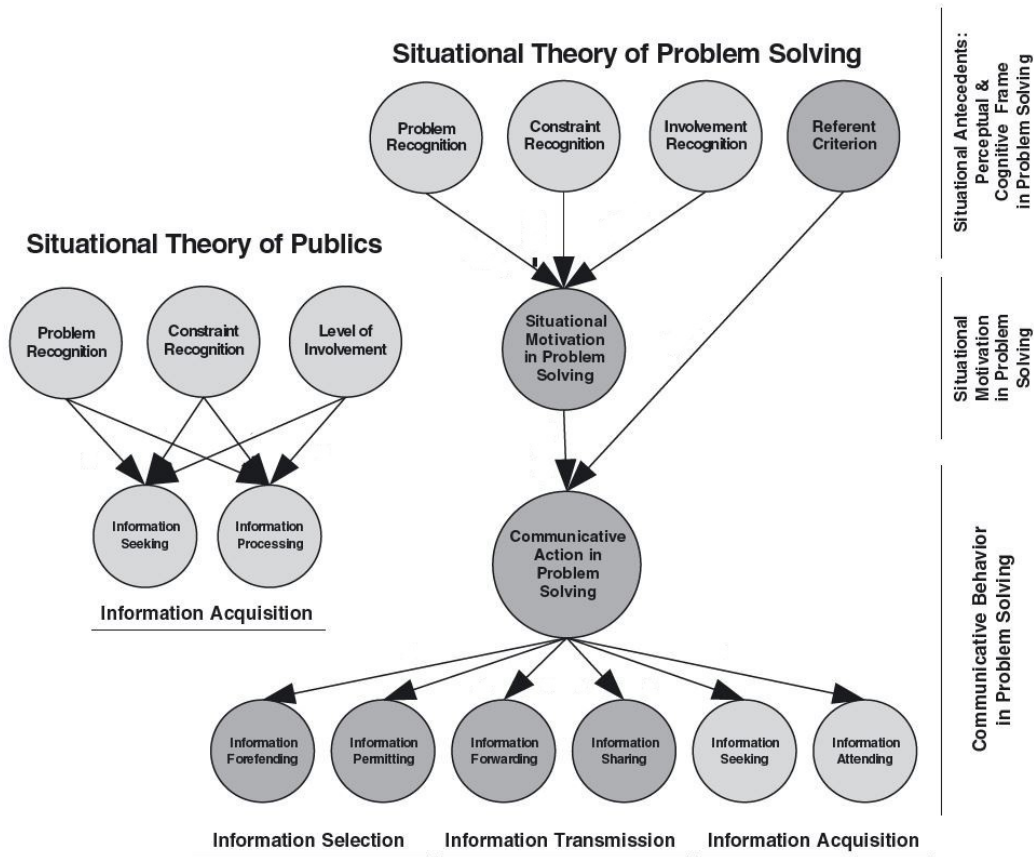 Situational Theory of Problem Solving
Problem
Recognition
Constraint
Recognition
Involvement
Recognition
Referent
Criterion
Situational Antecedents:
Perceptual &
Cognitive Frame
in Problem Solving
Situational Theory of Publics
Problem
Recognition
Constraint
Recognition
Level of
Involvement
Situational
Motivation
in Problem
Solving
Situational
Motivation
in Problem
Solving
Information
Seeking
Information
Processing
Information Acquisition
Communicative
Action in
Problem
Solving
Communicative Behavior
in Problem Solving
Information
Forefending
Information
Permitting
Information
Forwarding
Information
Sharing
Information
Seeking
Information
Attending
Information Selection
Information Transmission
Information Acquisition